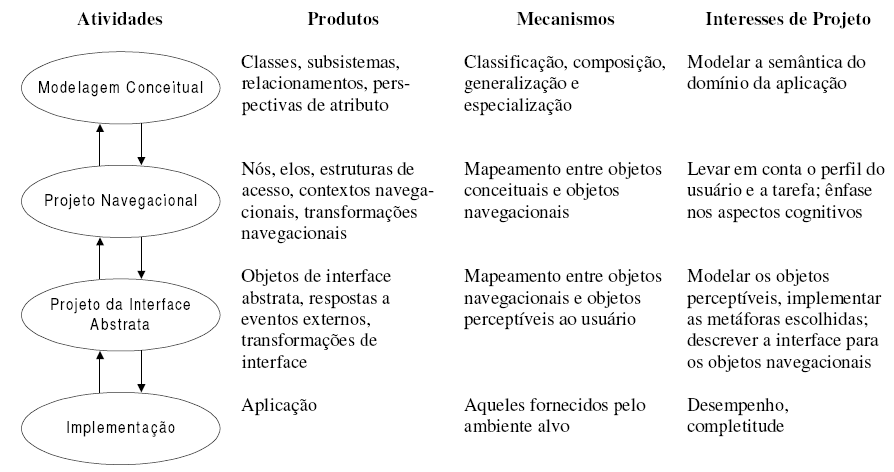 Atividades
Produtos
Mecanismos
Interesses de Projeto
Modelagem Conceitual
Classes, subsistemas,
relacionamentos, pers-
pectivas de atributo
Classificação, composição,
generalização e
especialização
Modelar a semântica do
domínio da aplicação
Projeto Navegacional
Nós, elos, estruturas de
acesso, contextos navega-
cionais, transformações
navegacionais
Mapeamento entre objetos
conceituais e objetos
navegacionais
Levar em conta o perfil do
usuário e a tarefa; ênfase
nos aspectos cognitivos
Projeto da Interface
Abstrata
Objetos de interface
abstrata, respostas a
eventos externos,
transformações de
interface
Mapeamento entre objetos
navegacionais e objetos
perceptíveis ao usuário
Modelar os objetos
perceptíveis, implementar
as metáforas escolhidas;
descrever a interface para
os objetos navegacionais
Implementação
Aplicação
Aqueles fornecidos pelo
ambiente alvo
Desempenho,
completitude